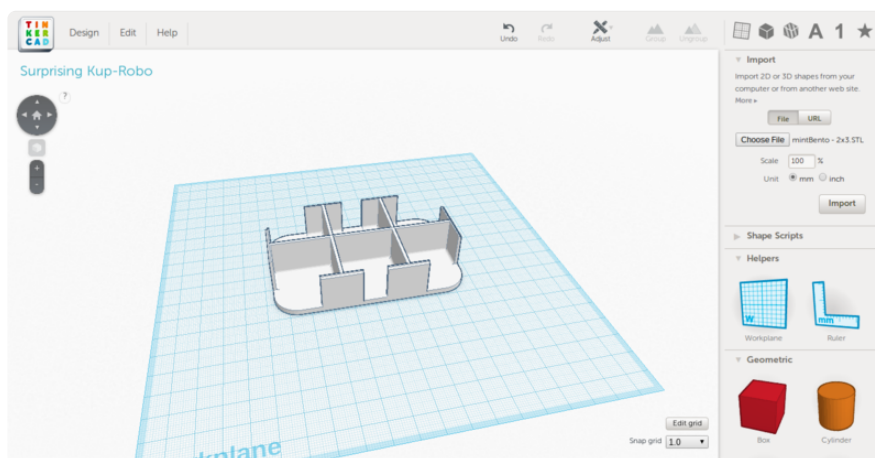 TIN
KER
CAD
Design Edit Help
Undo Redo Adjust Group Ungroup
A 1
Surprising Kup-Robo
?
Import
Import 2D or 3D shapes from your
computer or from another web site.
More
File URL
Choose File mintBento - 2x3.STL
Scale 100 %
Unit mm inch
Import
Shape Scripts
Helpers
W mm
Workplane Ruler
Geometric
Box Cylinder
Edit grid
Snap grid 1.0
kplane